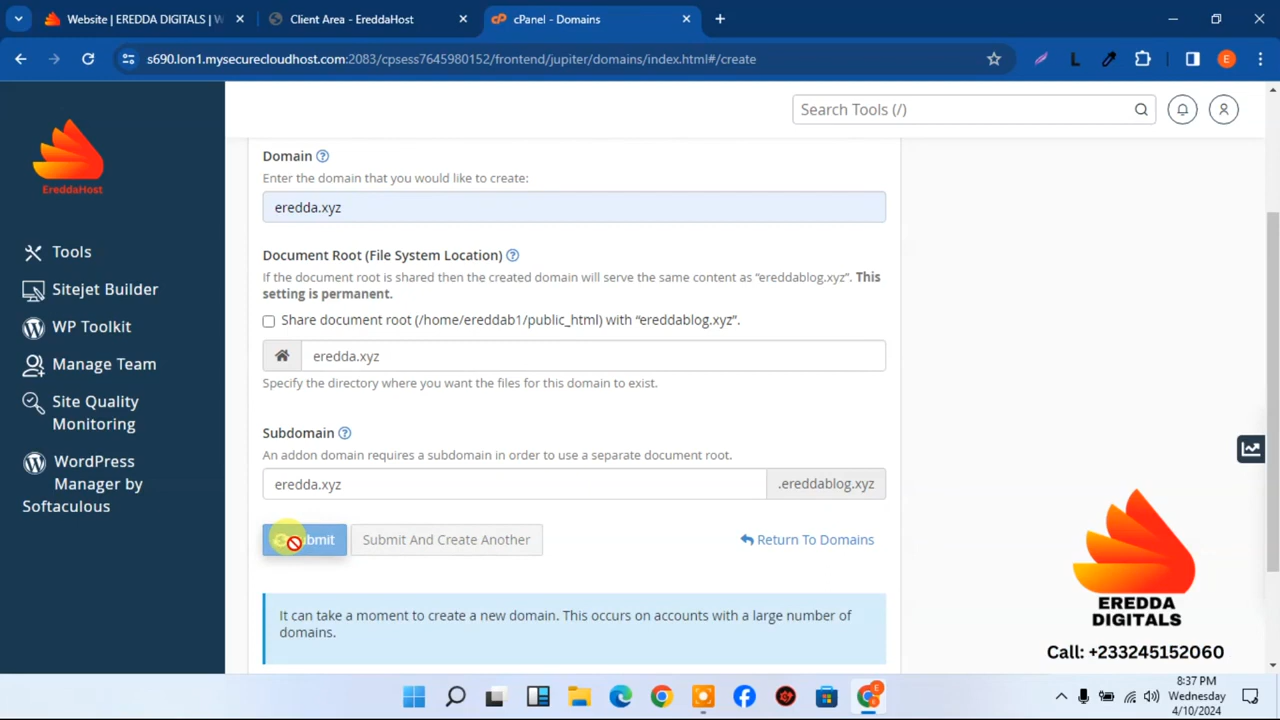 Website | EREDDA DIGITALS | W
Client Area - EreddaHost
cPanel - Domains
s690.lon1.mysecurecloudhost.com:2083/cpsess7645980152/frontend/jupiter/domains/index.html#/create
L
E
EreddaHost
Search Tools (/)
Tools
Sitejet Builder
WP Toolkit
Manage Team
Site Quality
Monitoring
WordPress
Manager by
Softaculous
Domain
Enter the domain that you would like to create:
eredda.xyz
Document Root (File System Location)
If the document root is shared then the created domain will serve the same content as “ereddablog.xyz”. This
setting is permanent.
Share document root (/home/ereddab1/public_html) with “ereddablog.xyz”.
eredda.xyz
Specify the directory where you want the files for this domain to exist.
Subdomain
An addon domain requires a subdomain in order to use a separate document root.
eredda.xyz
.ereddablog.xyz
Submit
Submit And Create Another
Return To Domains
It can take a moment to create a new domain. This occurs on accounts with a large number of
domains.
EREDDA
DIGITALS
Call: +233245152060
8:37 PM
Wednesday
4/10/2024